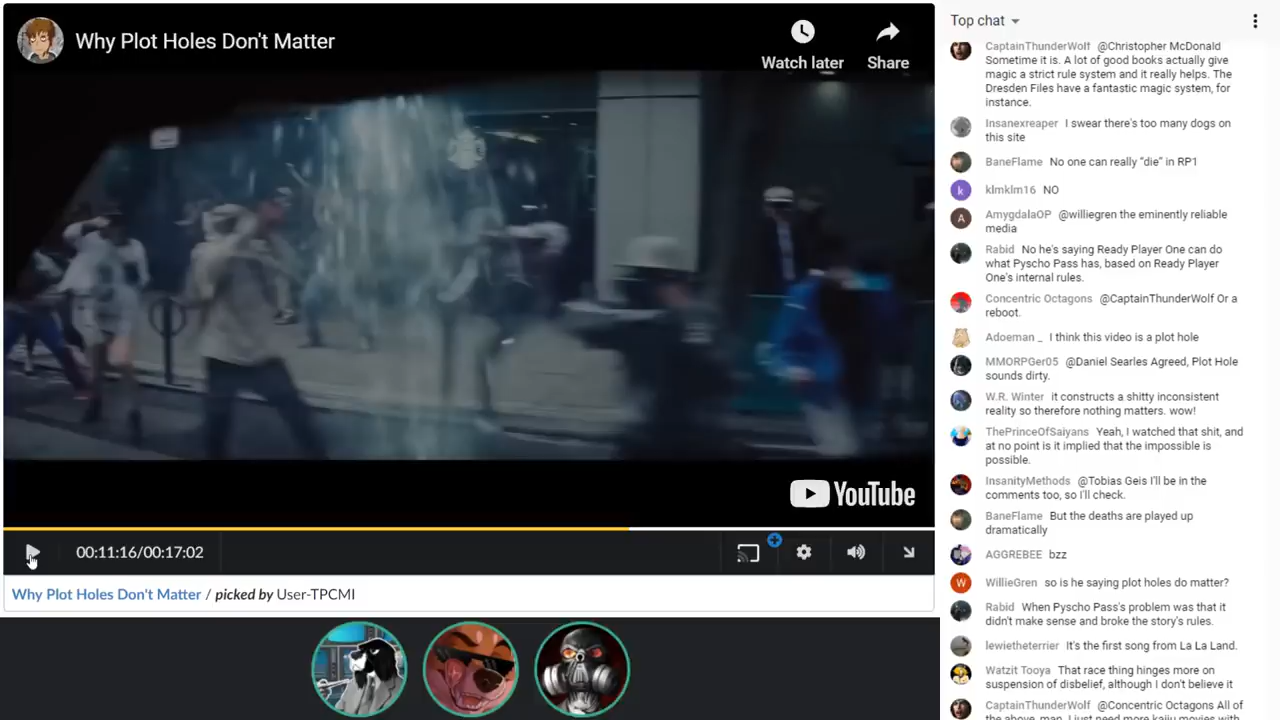 Why Plot Holes Don't Matter
Watch later
Share
YouTube
00:11:16/00:17:02
Why Plot Holes Don't Matter / picked by User-TPCMI
Top chat
CaptainThunderWolf @Christopher McDonald
Sometime it is. A lot of good books actually give
magic a strict rule system and it really helps. The
Dresden Files have a fantastic magic system, for
instance.
Insanexreaper I swear there's too many dogs on
this site
BaneFlame No one can really “die” in RP1
k
klmklm16 NO
A
AmygdalaOP @williegren the eminently reliable
media
Rabid No he's saying Ready Player One can do
what Pyscho Pass has, based on Ready Player
One's internal rules.
Concentric Octagons @CaptainThunderWolf Or a
reboot.
Adoeman _ I think this video is a plot hole
MMORPGer05 @Daniel Searles Agreed, Plot Hole
sounds dirty.
W.R. Winter it constructs a shitty inconsistent
reality so therefore nothing matters. wow!
ThePrinceOfSaiyans Yeah, I watched that shit, and
at no point is it implied that the impossible is
possible.
InsanityMethods @Tobias Geis I'll be in the
comments too, so I'll check.
BaneFlame But the deaths are played up
dramatically
AGGREBEE bzz
W
WillieGren so is he saying plot holes do matter?
Rabid When Pyscho Pass's problem was that it
didn't make sense and broke the story's rules.
lewietheterrier It's the first song from La La Land.
Watzit Tooya That race thing hinges more on
suspension of disbelief, although I don't believe it
CaptainThunderWolf @Concentric Octagons All of
the above, man. I just need more kaiju movies with